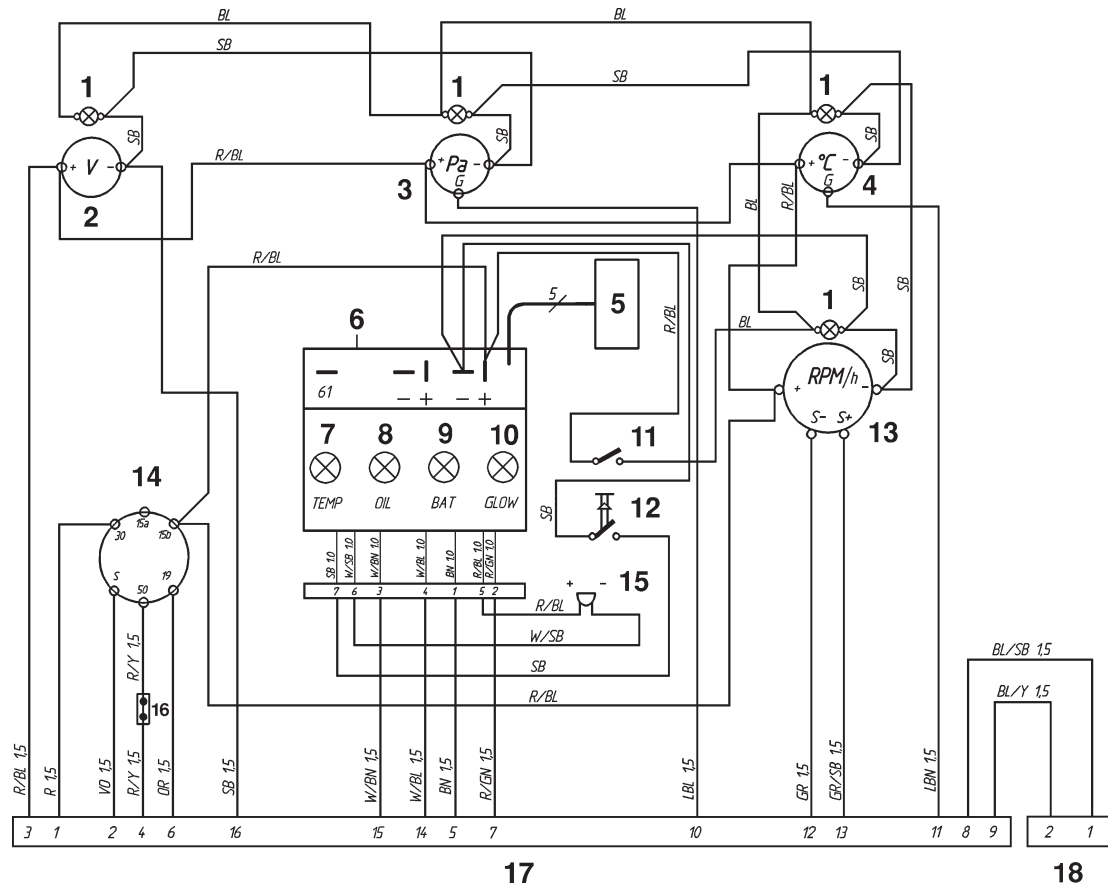 BL
BL
SB
SB
1
1
1
SB
SB
SB
+ V -
R/BL
+ Pa -
G
+ °C -
G
2
3
4
BL
R/BL
R/BL
5
5
R/BL
SB
SB
6
BL
1
SB
61
- +
- +
RPM/h
+ -
S- S+
7 8 9 10
11
13
TEMP OIL BAT GLOW
14
SB
12
30 15a 15b
S 50 19
SB 1.0
W/SB 1.0
W/BN 1.0
W/BL 1.0
BN 1.0
R/BL 1.0
R/GN 1.0
7 6 3 4 1 5 2
+ -
15
R/BL
W/SB
SB
R/BL
R/Y 1,5
16
BL/SB 1,5
BL/Y 1,5
R/BL 1,5
R 1,5
VO 1,5
R/Y 1,5
OR 1,5
SB 1,5
W/BN 1,5
W/BL 1,5
BN 1,5
R/GN 1,5
LBL 1,5
GR 1,5
GR/SB 1,5
LBN 1,5
3 1 2 4 6 16 15 14 5 7 10 12 13 11 8 9
2 1
17
18